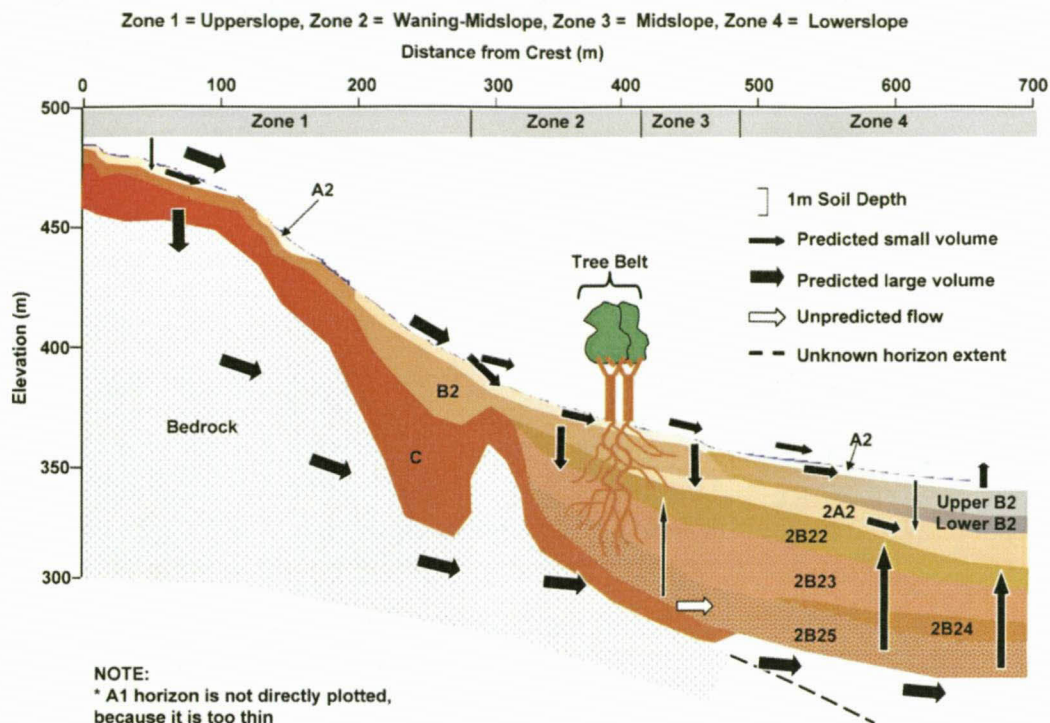 Zone 1 = Upperslope, Zone 2 = Waning-Midslope, Zone 3 = Midslope, Zone 4 = Lowerslope
Distance from Crest (m)
0 100 200 300 400 500 600 700
500
Zone 1 Zone 2 Zone 3 Zone 4
A2
1m Soil Depth
450
Predicted small volume
Tree Belt
Predicted large volume
Unpredicted flow
400
Unknown horizon extent
Elevation (m)
B2
Bedrock
C
A2
350
Upper B2
2A2
Lower B2
2B22
2B23
300
2B24
2B25
NOTE:
* A1 horizon is not directly plotted,
because it is too thin